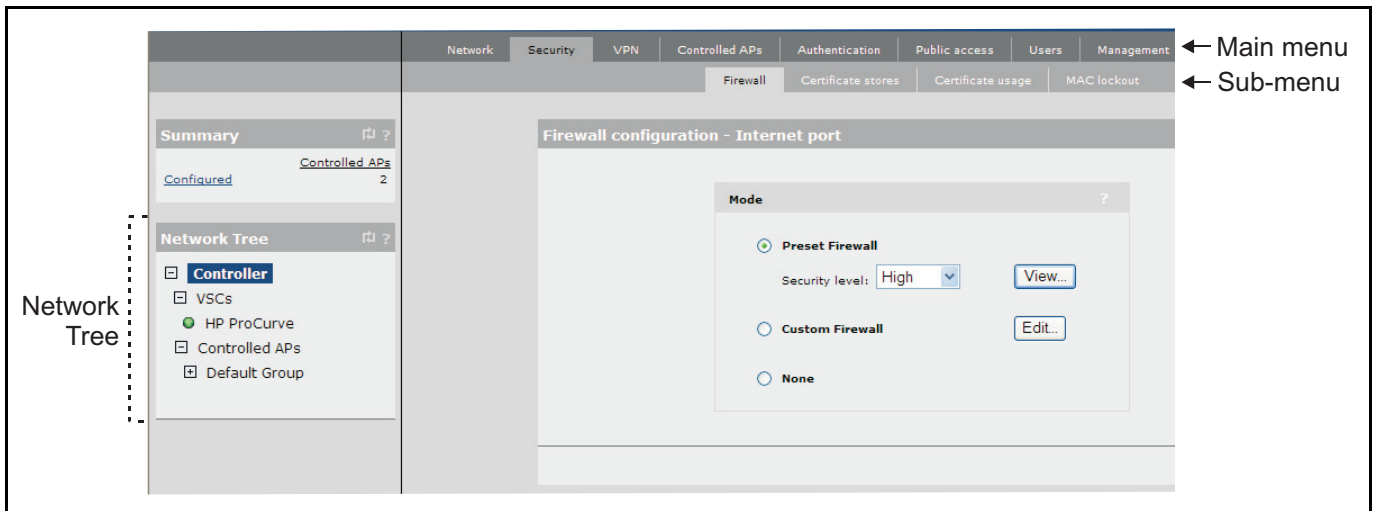 Network Security VPN Controlled APs Authentication Public access Users Management
Main menu
Firewall Certificate stores Certificate usage MAC lockout
Sub-menu
Summary ?
Controlled APs
Configured 2
Network Tree ?
Controller
VSCs
HP ProCurve
Controlled APs
Default Group
Network
Tree
Firewall configuration - Internet port
Mode ?
Preset Firewall
Security level: High View...
Custom Firewall Edit...
None